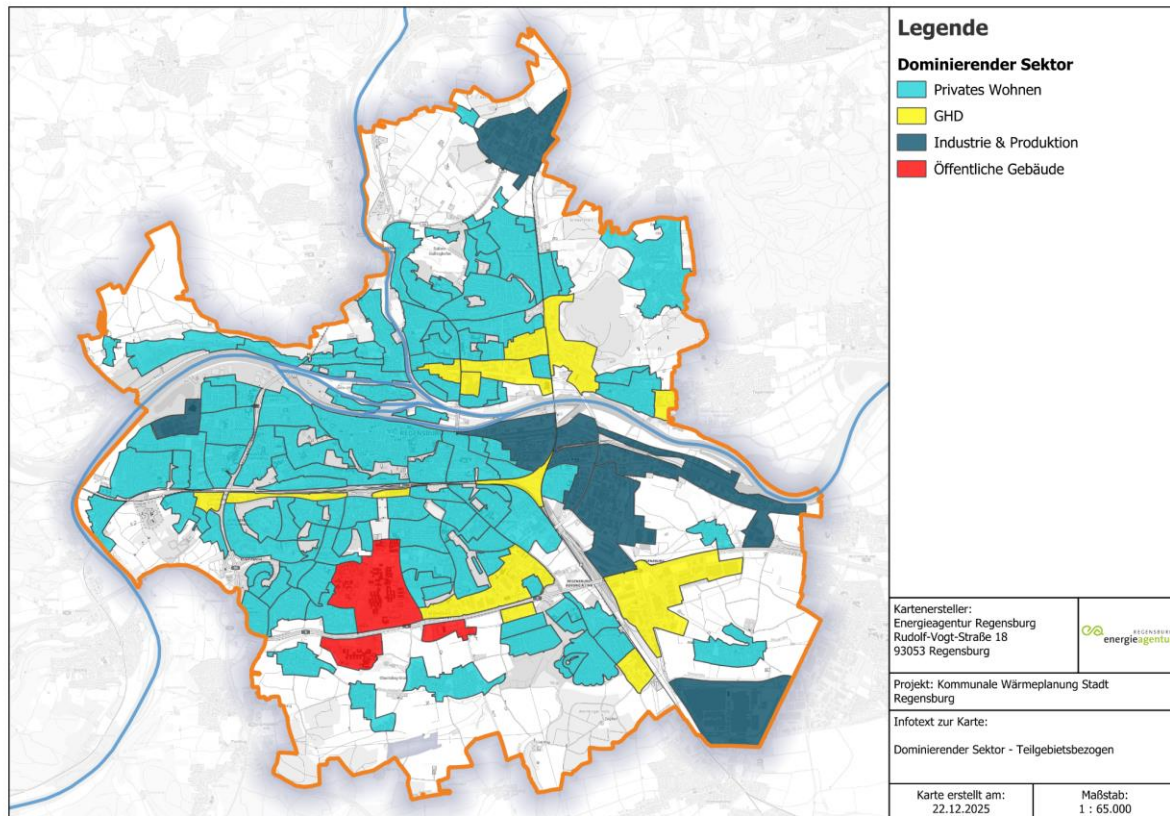 Legende
Dominierender Sektor
Privates Wohnen
GHD
Industrie & Produktion
Öffentliche Gebäude
Kartenersteller:
Energieagentur Regensburg
Rudolf-Vogt-Straße 18
93053 Regensburg
REGENSBURG
energieagentur
Projekt: Kommunale Wärmeplanung Stadt
Regensburg
Infotext zur Karte:
Dominierender Sektor - Teilgebietsbezogen
Karte erstellt am:
22.12.2025
Maßstab:
1 : 65.000